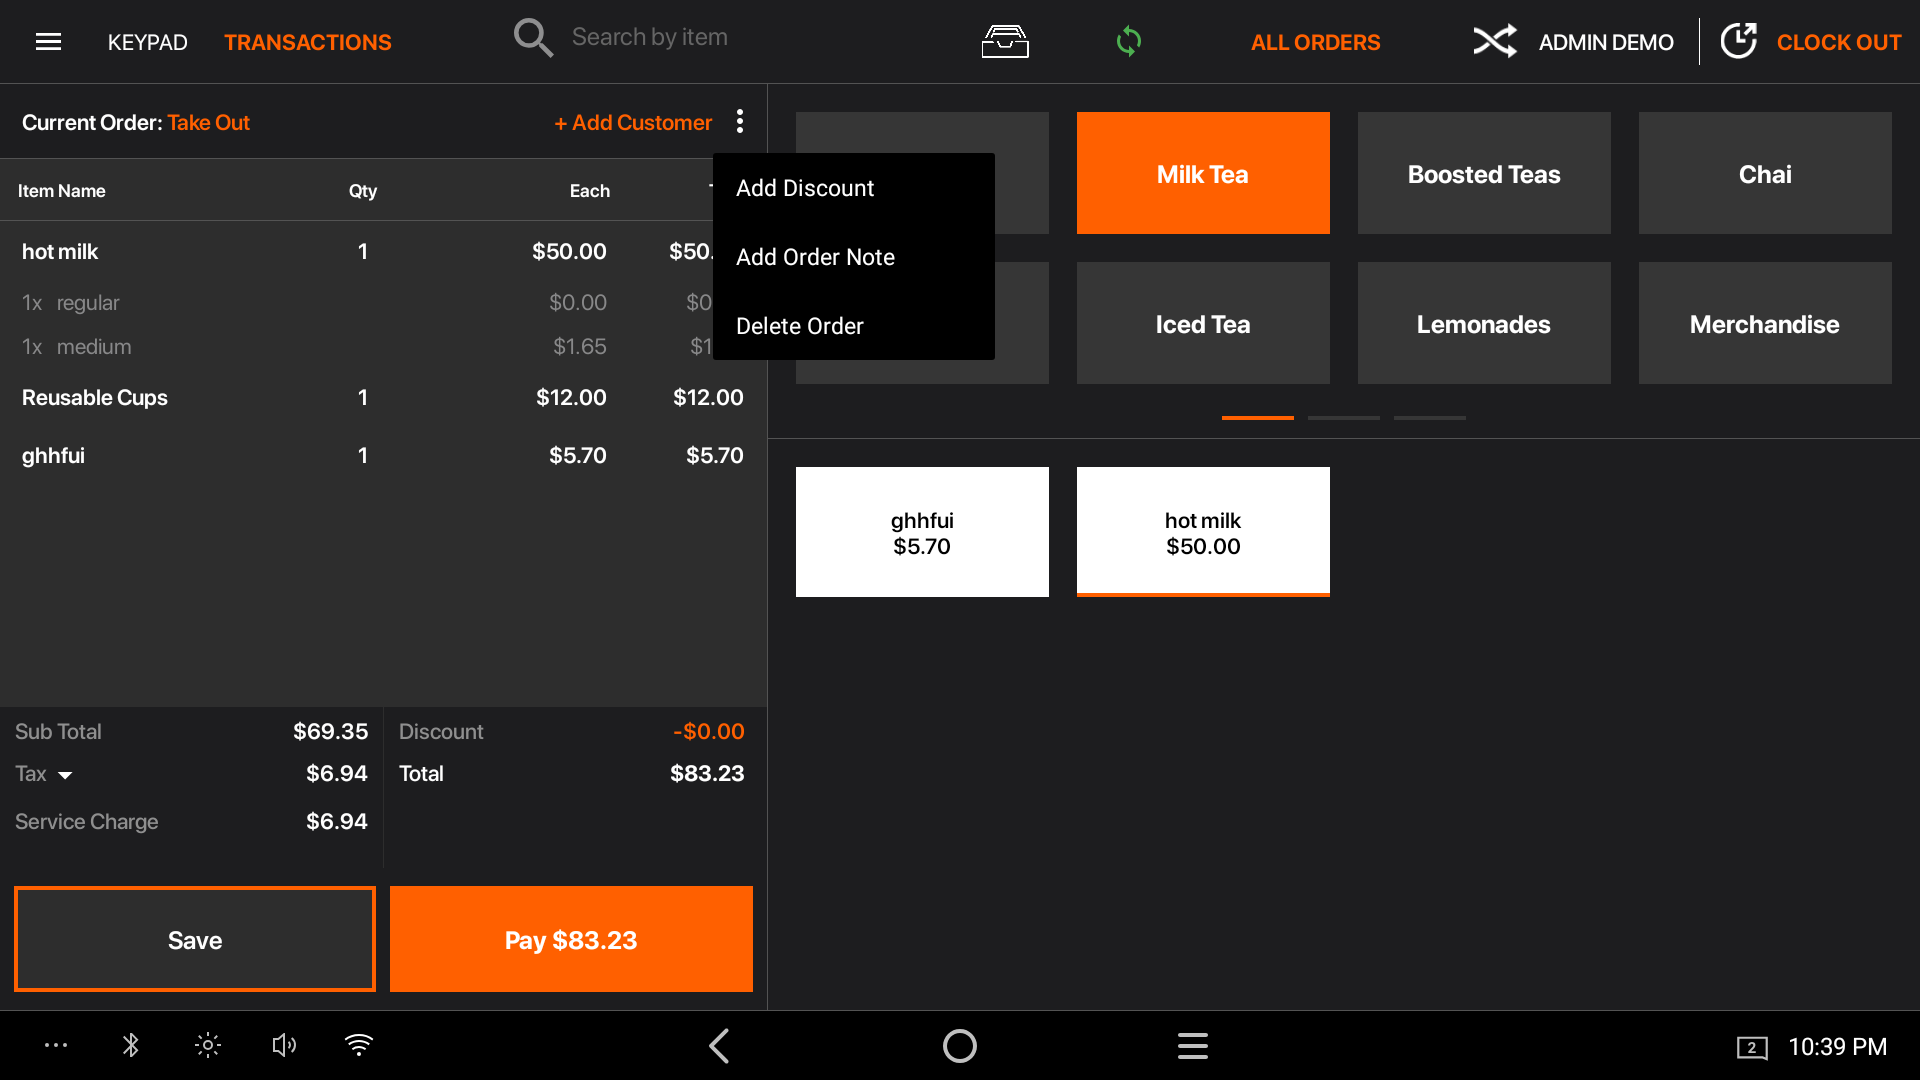 KEYPAD TRANSACTIONS Search by item ALL ORDERS ADMIN DEMO CLOCK OUT
Current Order: Take Out + Add Customer
Item Name Qty Each
hot milk 1 $50.00 $50.
1x regular $0.00 $0
1x medium $1.65 $1
Reusable Cups 1 $12.00 $12.00
ghhfui 1 $5.70 $5.70
Add Discount
Add Order Note
Delete Order
Milk Tea Boosted Teas Chai
Iced Tea Lemonades Merchandise
ghhfui
$5.70
hot milk
$50.00
Sub Total $69.35 Discount -$0.00
Tax $6.94 Total $83.23
Service Charge $6.94
Save Pay $83.23
2 10:39 PM